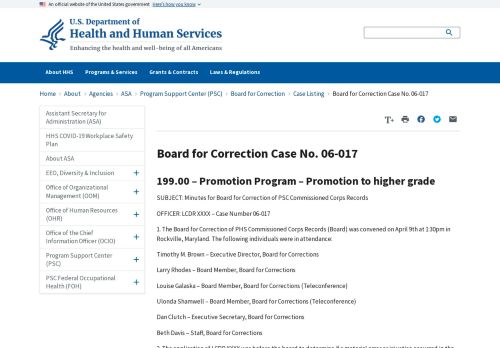 An official website of the United States government Here's how you know
U.S. Department of
Health and Human Services
Enhancing the health and well-being of all Americans
About HHS Programs & Services Grants & Contracts Laws & Regulations
Home › About › Agencies › ASA › Program Support Center (PSC) › Board for Correction › Case Listing › Board for Correction Case No. 06-017
Assistant Secretary for
Administration (ASA)
HHS COVID-19 Workplace Safety
Plan
About ASA
EEO, Diversity & Inclusion +
Office of Organizational
Management (OOM) +
Office of Human Resources
(OHR) +
Office of the Chief
Information Officer (OCIO) +
Program Support Center
(PSC) +
PSC Federal Occupational
Health (FOH) +
T+
Board for Correction Case No. 06-017
199.00 – Promotion Program – Promotion to higher grade
SUBJECT: Minutes for Board for Correction of PSC Commissioned Corps Records
OFFICER: LCDR XXXX – Case Number 06-017
1. The Board for Correction of PHS Commissioned Corps Records (Board) was convened on April 9th at 1:30pm in
Rockville, Maryland. The following individuals were in attendance:
Timothy M. Brown – Executive Director, Board for Corrections
Larry Rhodes – Board Member, Board for Corrections
Louise Galaska – Board Member, Board for Corrections (Teleconference)
Ulonda Shamwell – Board Member, Board for Corrections (Teleconference)
Dan Clutch – Executive Secretary, Board for Corrections
Beth Davis – Staff, Board for Corrections